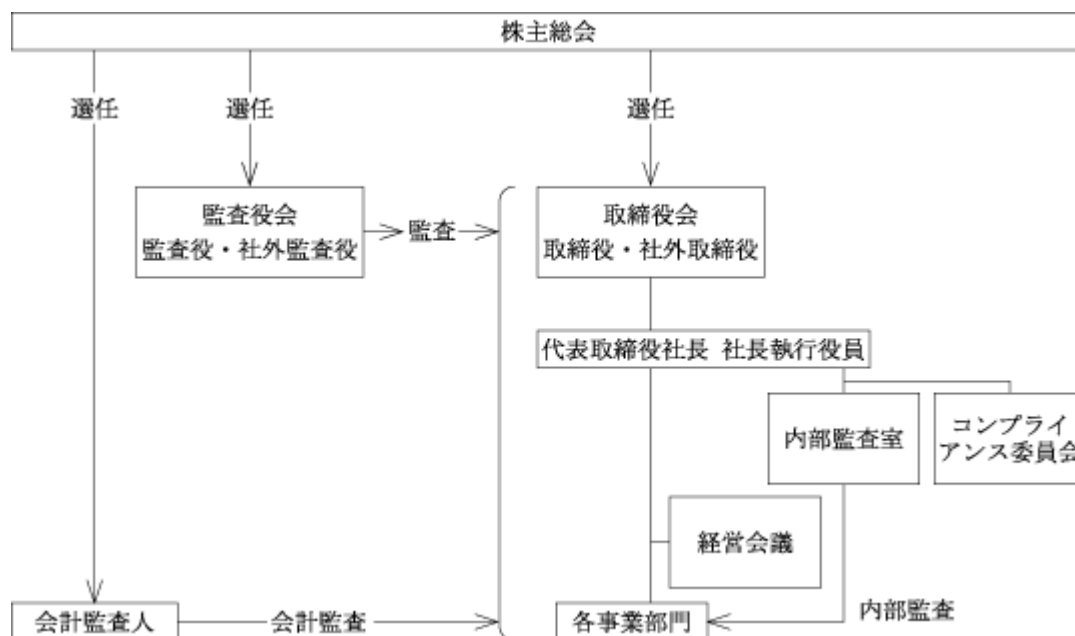 株主総会
選任
選任
選任
監査役会
監査役・社外監査役
監査
取締役会
取締役・社外取締役
代表取締役社長 社長執行役員
内部監査室
コンプライ
アンス委員会
経営会議
会計監査人
会計監査
各事業部門
内部監査